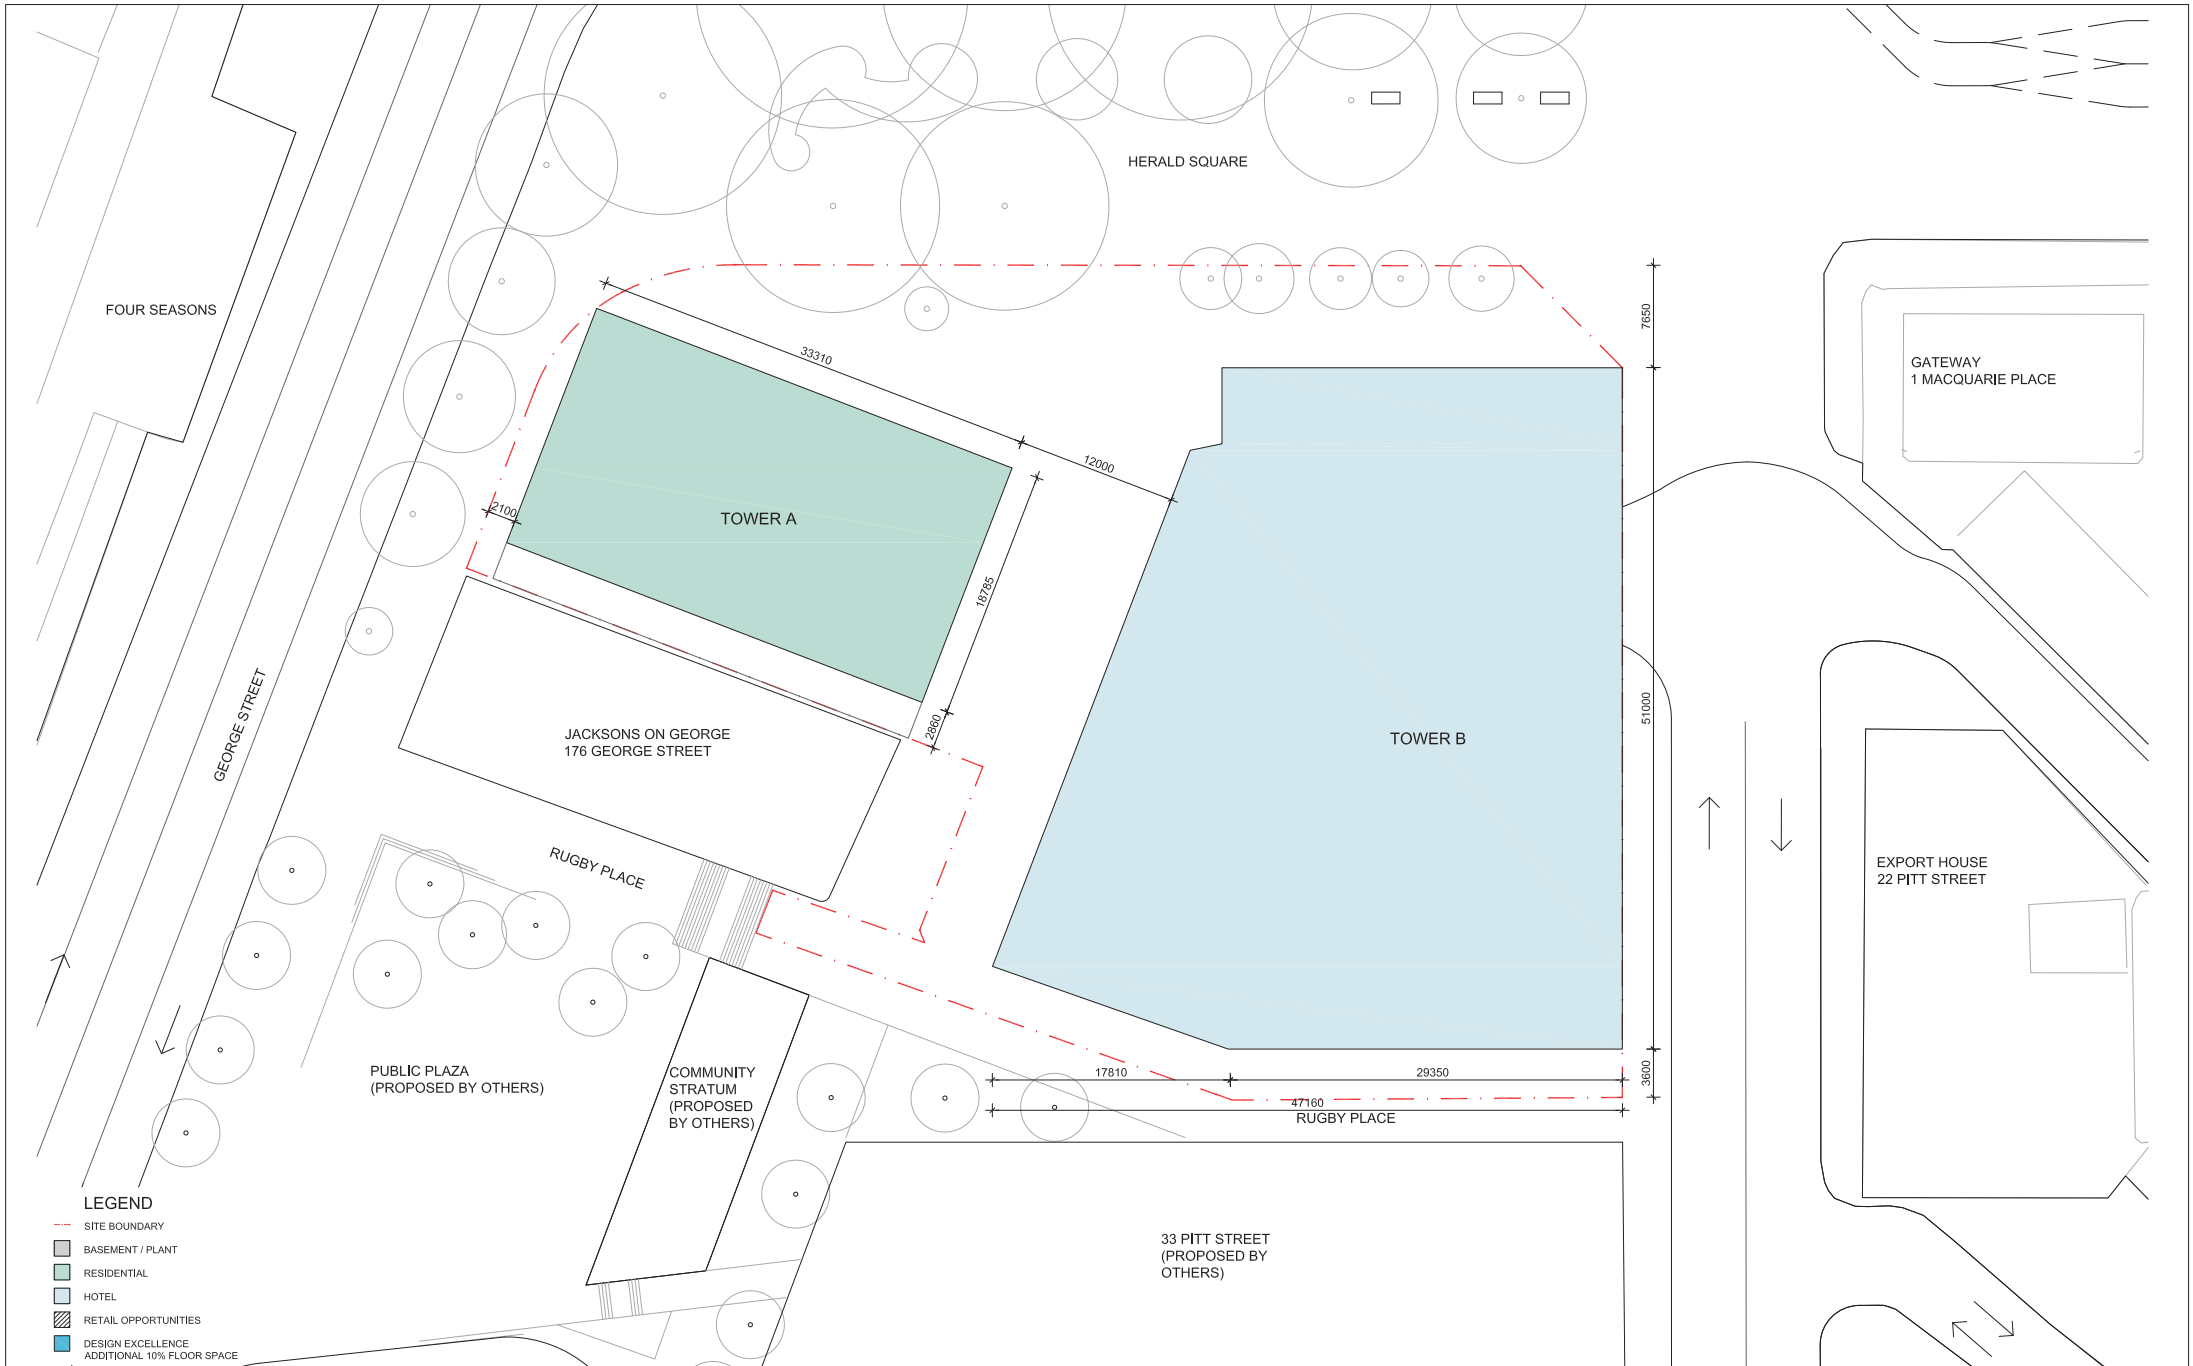 HERALD SQUARE
FOUR SEASONS
7650
33310
GATEWAY
1 MACQUARIE PLACE
12000
2100
TOWER A
18785
GEORGE STREET
51000
2860
JACKSONS ON GEORGE
176 GEORGE STREET
TOWER B
RUGBY PLACE
EXPORT HOUSE
22 PITT STREET
PUBLIC PLAZA
(PROPOSED BY OTHERS)
COMMUNITY
STRATUM
(PROPOSED
BY OTHERS)
17810
29350
3600
47160
RUGBY PLACE
33 PITT STREET
(PROPOSED BY
OTHERS)
LEGEND
SITE BOUNDARY
BASEMENT / PLANT
RESIDENTIAL
HOTEL
RETAIL OPPORTUNITIES
DESIGN EXCELLENCE
ADDITIONAL 10% FLOOR SPACE